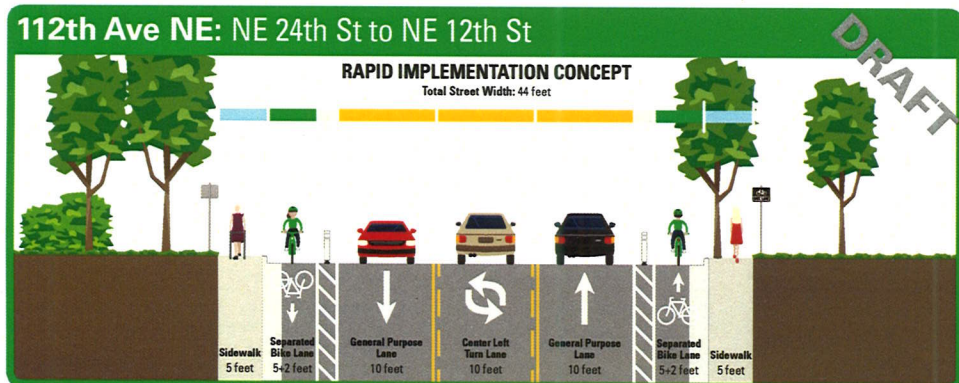 112th Ave NE: NE 24th St to NE 12th St
DRAFT
RAPID IMPLEMENTATION CONCEPT
Total Street Width: 44 feet
Sidewalk
5 feet
Separated
Bike Lane
5+2 feet
General Purpose
Lane
10 feet
Center Left
Turn Lane
10 feet
General Purpose
Lane
10 feet
Separated
Bike Lane
5+2 feet
Sidewalk
5 feet